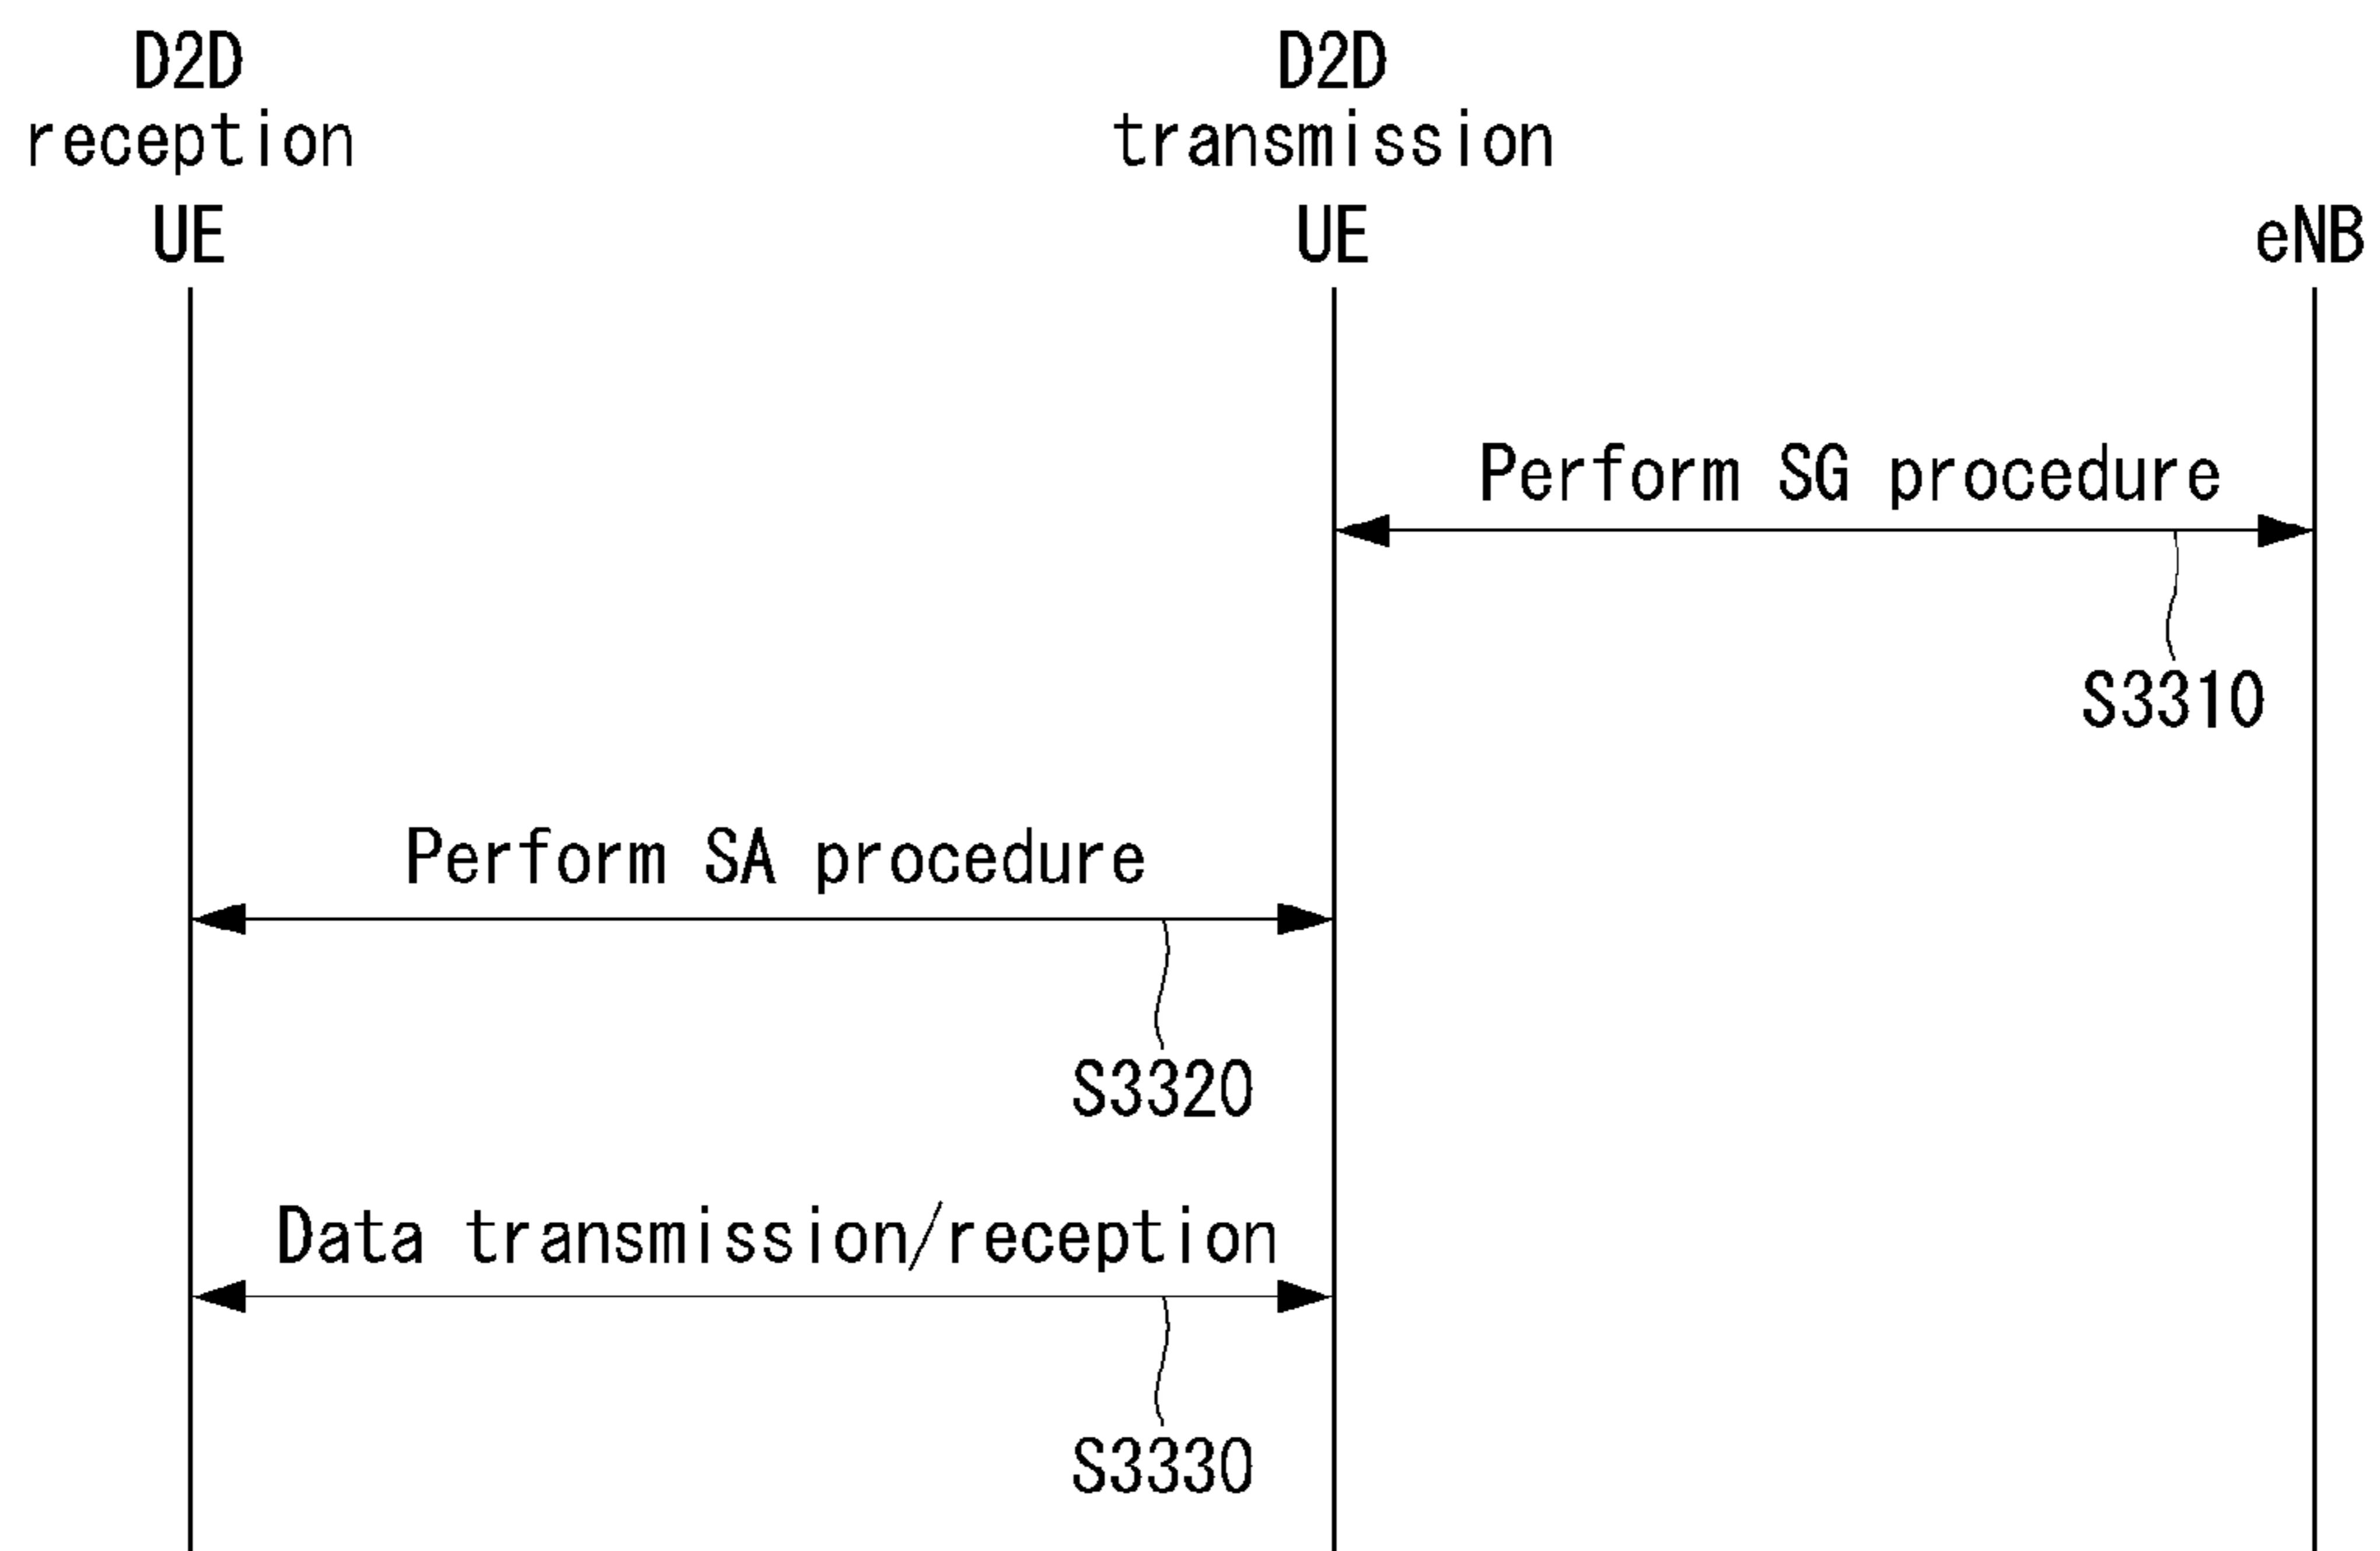 D2D
reception
UE
D2D
transmission
UE
eNB
Perform SG procedure
S3310
Perform SA procedure
S3320
Data transmission/reception
S3330